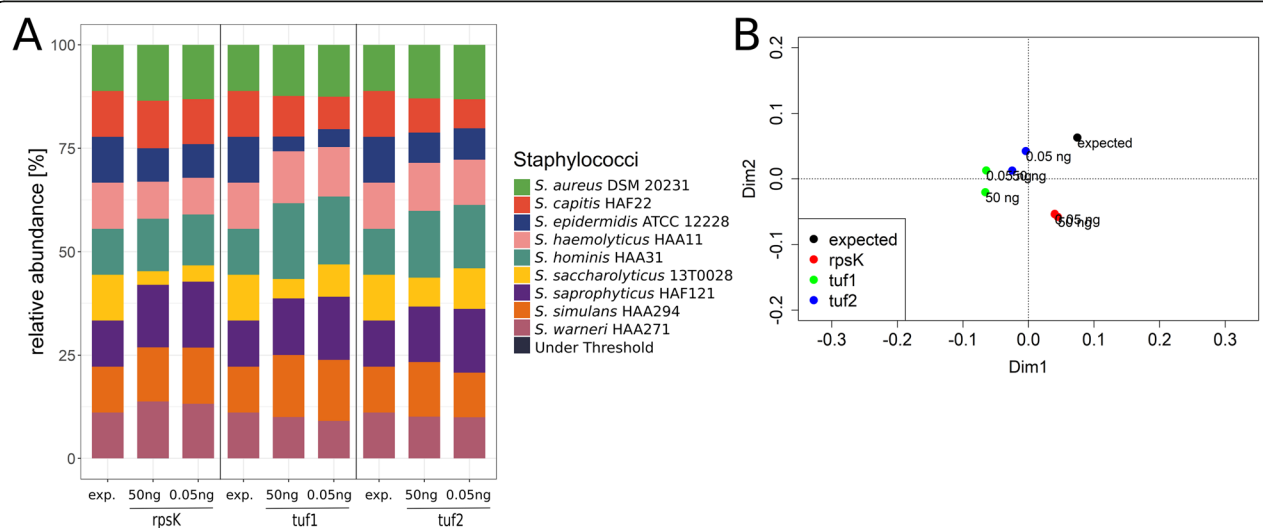 A
relative abundance [%]
100
75
50
25
0
exp. 50ng 0.05ng exp. 50ng 0.05ng exp. 50ng 0.05ng
rpsK tuf1 tuf2
Staphylococci
S. aureus DSM 20231
S. capitis HAF22
S. epidermidis ATCC 12228
S. haemolyticus HAA11
S. hominis HAA31
S. saccharolyticus 13T0028
S. saprophyticus HAF121
S. simulans HAA294
S. warneri HAA271
Under Threshold
B
Dim2
0.2
0.1
0.0
-0.1
-0.2
expected
0.05 ng
50 ng
expected
rpsK
tuf1
tuf2
-0.3 -0.2 -0.1 0.0 0.1 0.2 0.3
Dim1